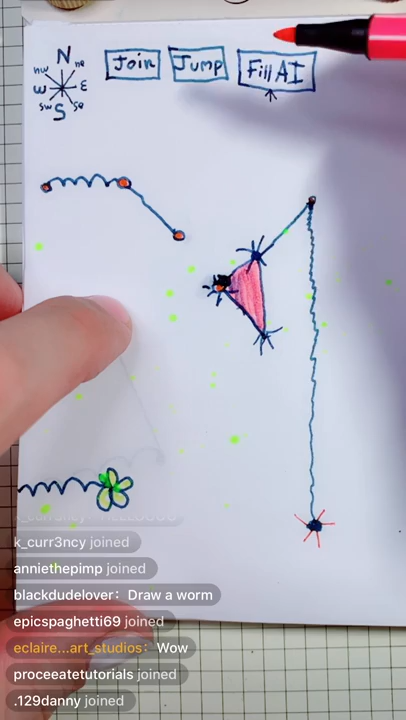 N
nw ne
W E
sw se
S
Join Jump Fill AI
k_curr3ncy joined
anniethepimp joined
blackdudelover: Draw a worm
epicspaghetti69 joined
eclaire...art_studios: Wow
proceeatetutorials joined
.129danny joined